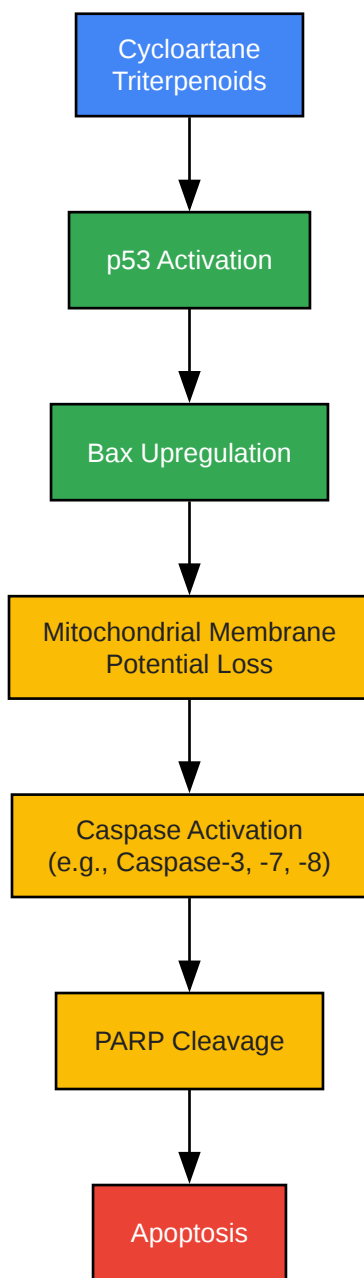 Cycloartane
Triterpenoids
p53 Activation
Bax Upregulation
Mitochondrial Membrane
Potential Loss
Caspase Activation
(e.g., Caspase-3, -7, -8)
PARP Cleavage
Apoptosis